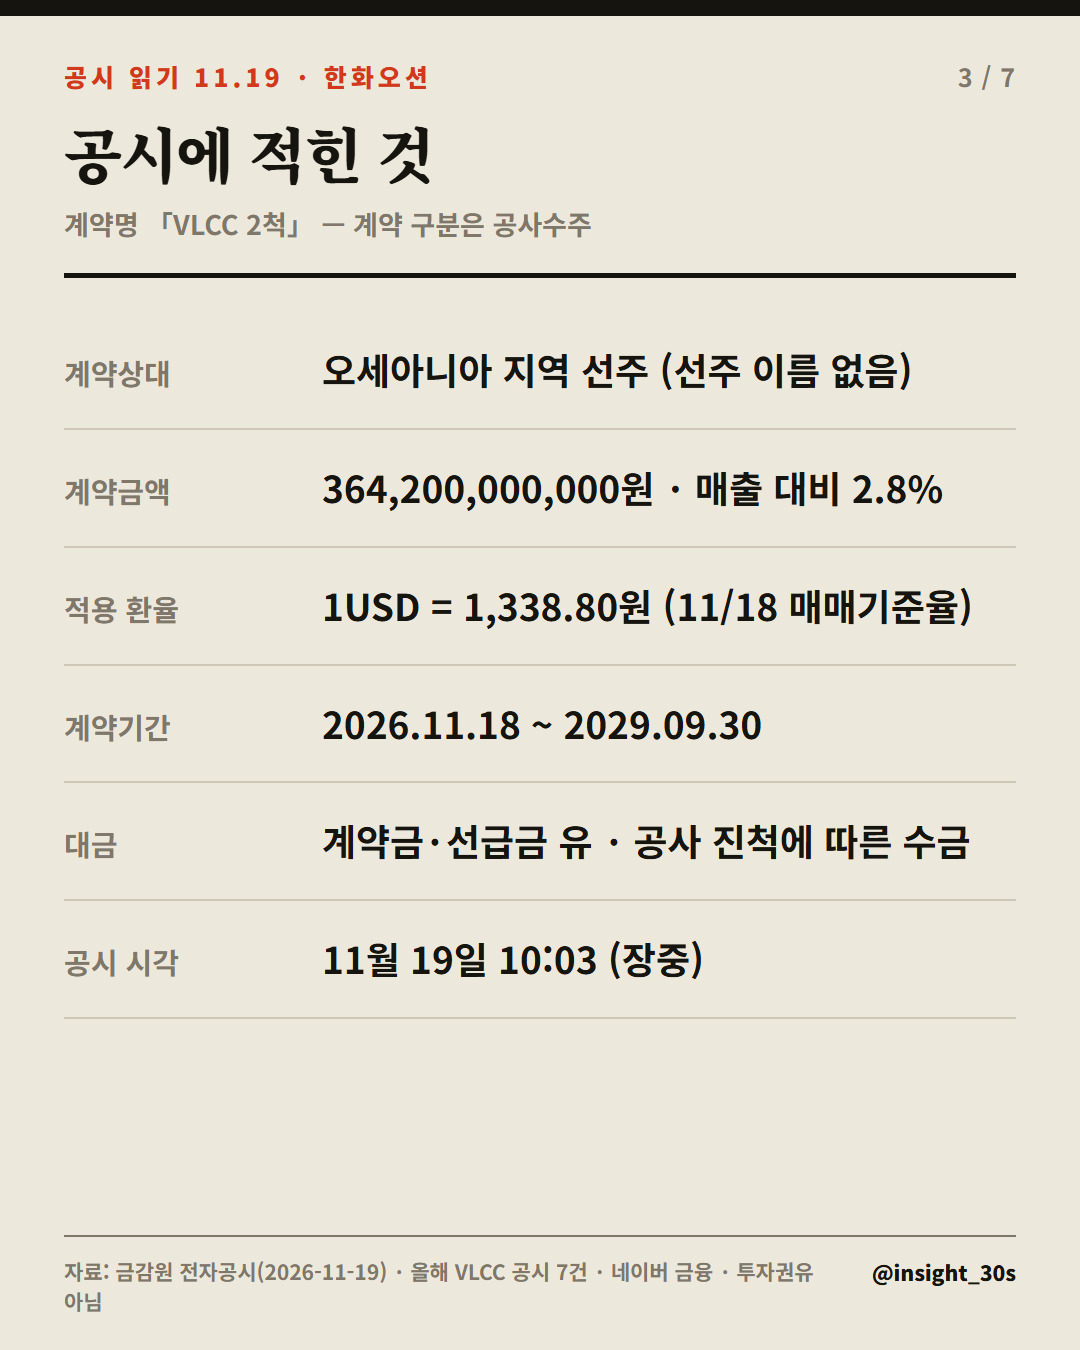 공시 읽기 11.19 · 한화오션
3 / 7
공시에 적힌 것
계약명 「VLCC 2척」 — 계약 구분은 공사수주
계약상대 오세아니아 지역 선주 (선주 이름 없음)
계약금액 364,200,000,000원 · 매출 대비 2.8%
적용 환율 1USD = 1,338.80원 (11/18 매매기준율)
계약기간 2026.11.18 ~ 2029.09.30
대금 계약금·선급금 유 · 공사 진척에 따른 수금
공시 시각 11월 19일 10:03 (장중)
자료: 금감원 전자공시(2026-11-19) · 올해 VLCC 공시 7건 · 네이버 금융 · 투자권유
아님
@insight_30s